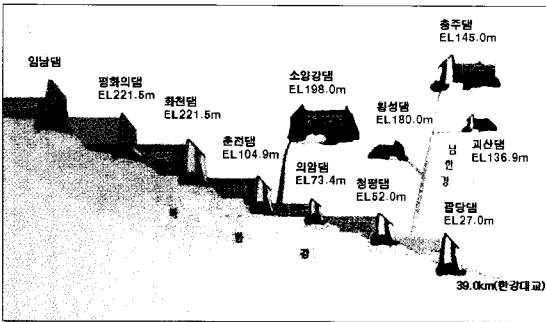 임남댐
평화의댐
EL221.5m
화천댐
EL221.5m
춘천댐
EL104.9m
소양강댐
EL198.0m
의암댐
EL73.4m
횡성댐
EL180.0m
청평댐
EL52.0m
충주댐
EL145.0m
괴산댐
EL136.9m
팔당댐
EL27.0m
남한강
북한강
39.0km(한강대교)